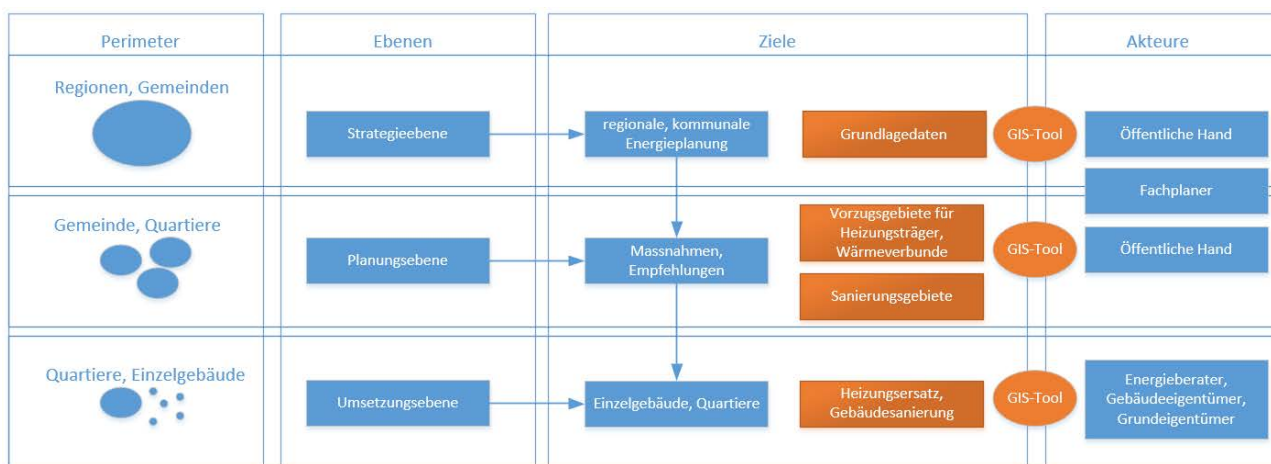 Perimeter
Ebenen
Ziele
Akteure
Regionen, Gemeinden
Strategieebene
regionale, kommunale
Energieplanung
Grundlagedaten
GIS-Tool
Öffentliche Hand
Fachplaner
Gemeinde, Quartiere
Planungsebene
Massnahmen,
Empfehlungen
Vorzugsgebiete für
Heizungsträger,
Wärmeverbunde
Sanierungsgebiete
GIS-Tool
Öffentliche Hand
Quartiere, Einzelgebäude
Umsetzungsebene
Einzelgebäude, Quartiere
Heizungsersatz,
Gebäudesanierung
GIS-Tool
Energieberater,
Gebäudeeigentümer,
Grundeigentümer